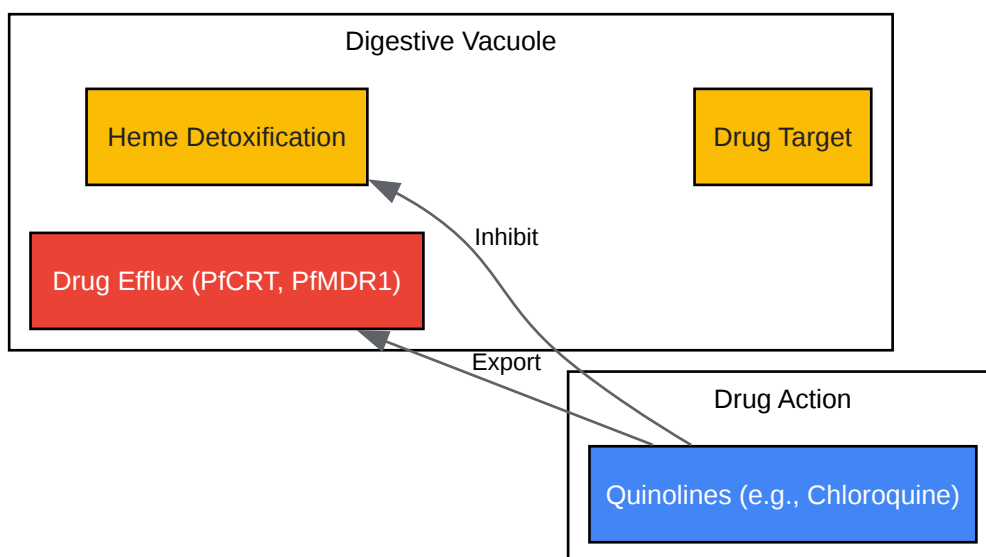 Digestive Vacuole
Heme Detoxification
Drug Target
Inhibit
Drug Efflux (PfCRT, PfMDR1)
Export
Drug Action
Quinolines (e.g., Chloroquine)